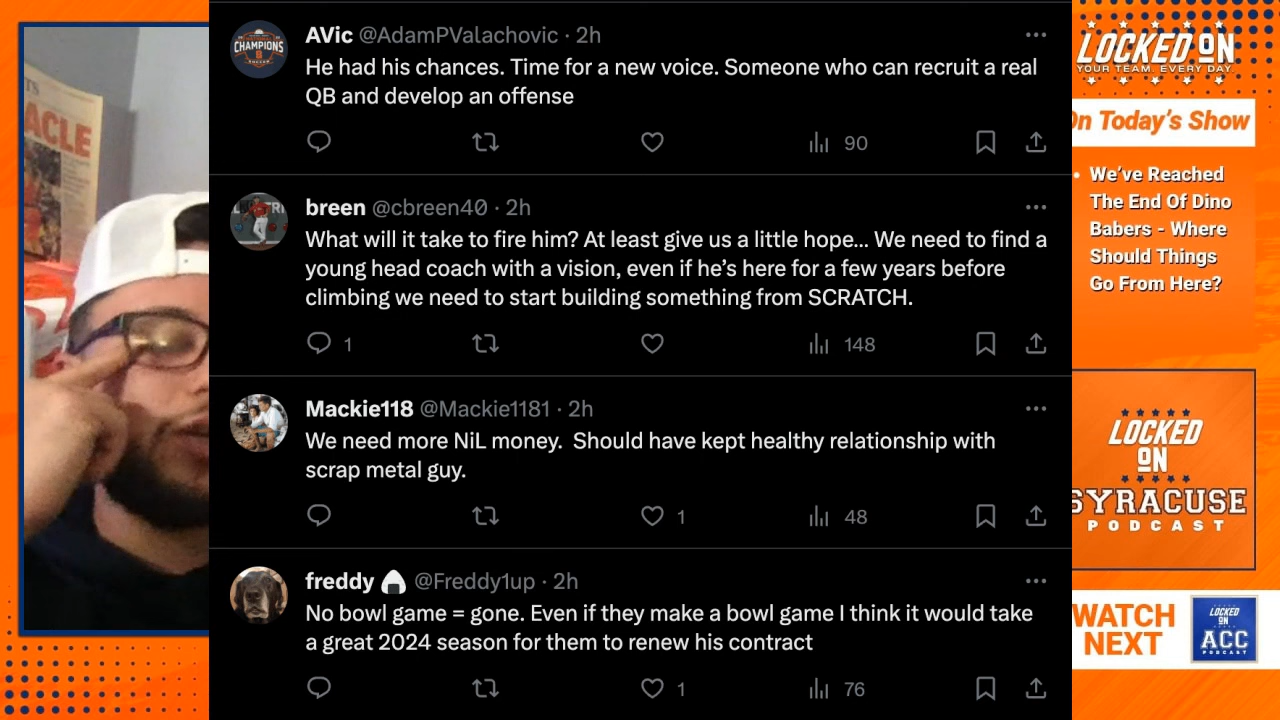 TS
ACLE
AVic @AdamPValachovic · 2h
He had his chances. Time for a new voice. Someone who can recruit a real
QB and develop an offense
90
breen @cbreen40 · 2h
What will it take to fire him? At least give us a little hope... We need to find a
young head coach with a vision, even if he's here for a few years before
climbing we need to start building something from SCRATCH.
1 148
Mackie118 @Mackie1181 · 2h
We need more NiL money.  Should have kept healthy relationship with
scrap metal guy.
1 48
freddy 🍙 @Freddy1up · 2h
No bowl game = gone. Even if they make a bowl game I think it would take
a great 2024 season for them to renew his contract
1 76
CHAMPIONS
LOCKED ON
YOUR TEAM. EVERY DAY.
On Today's Show
• We've Reached
The End Of Dino
Babers - Where
Should Things
Go From Here?
LOCKED
ON
SYRACUSE
PODCAST
WATCH
NEXT
LOCKED
ON
ACC
PODCAST